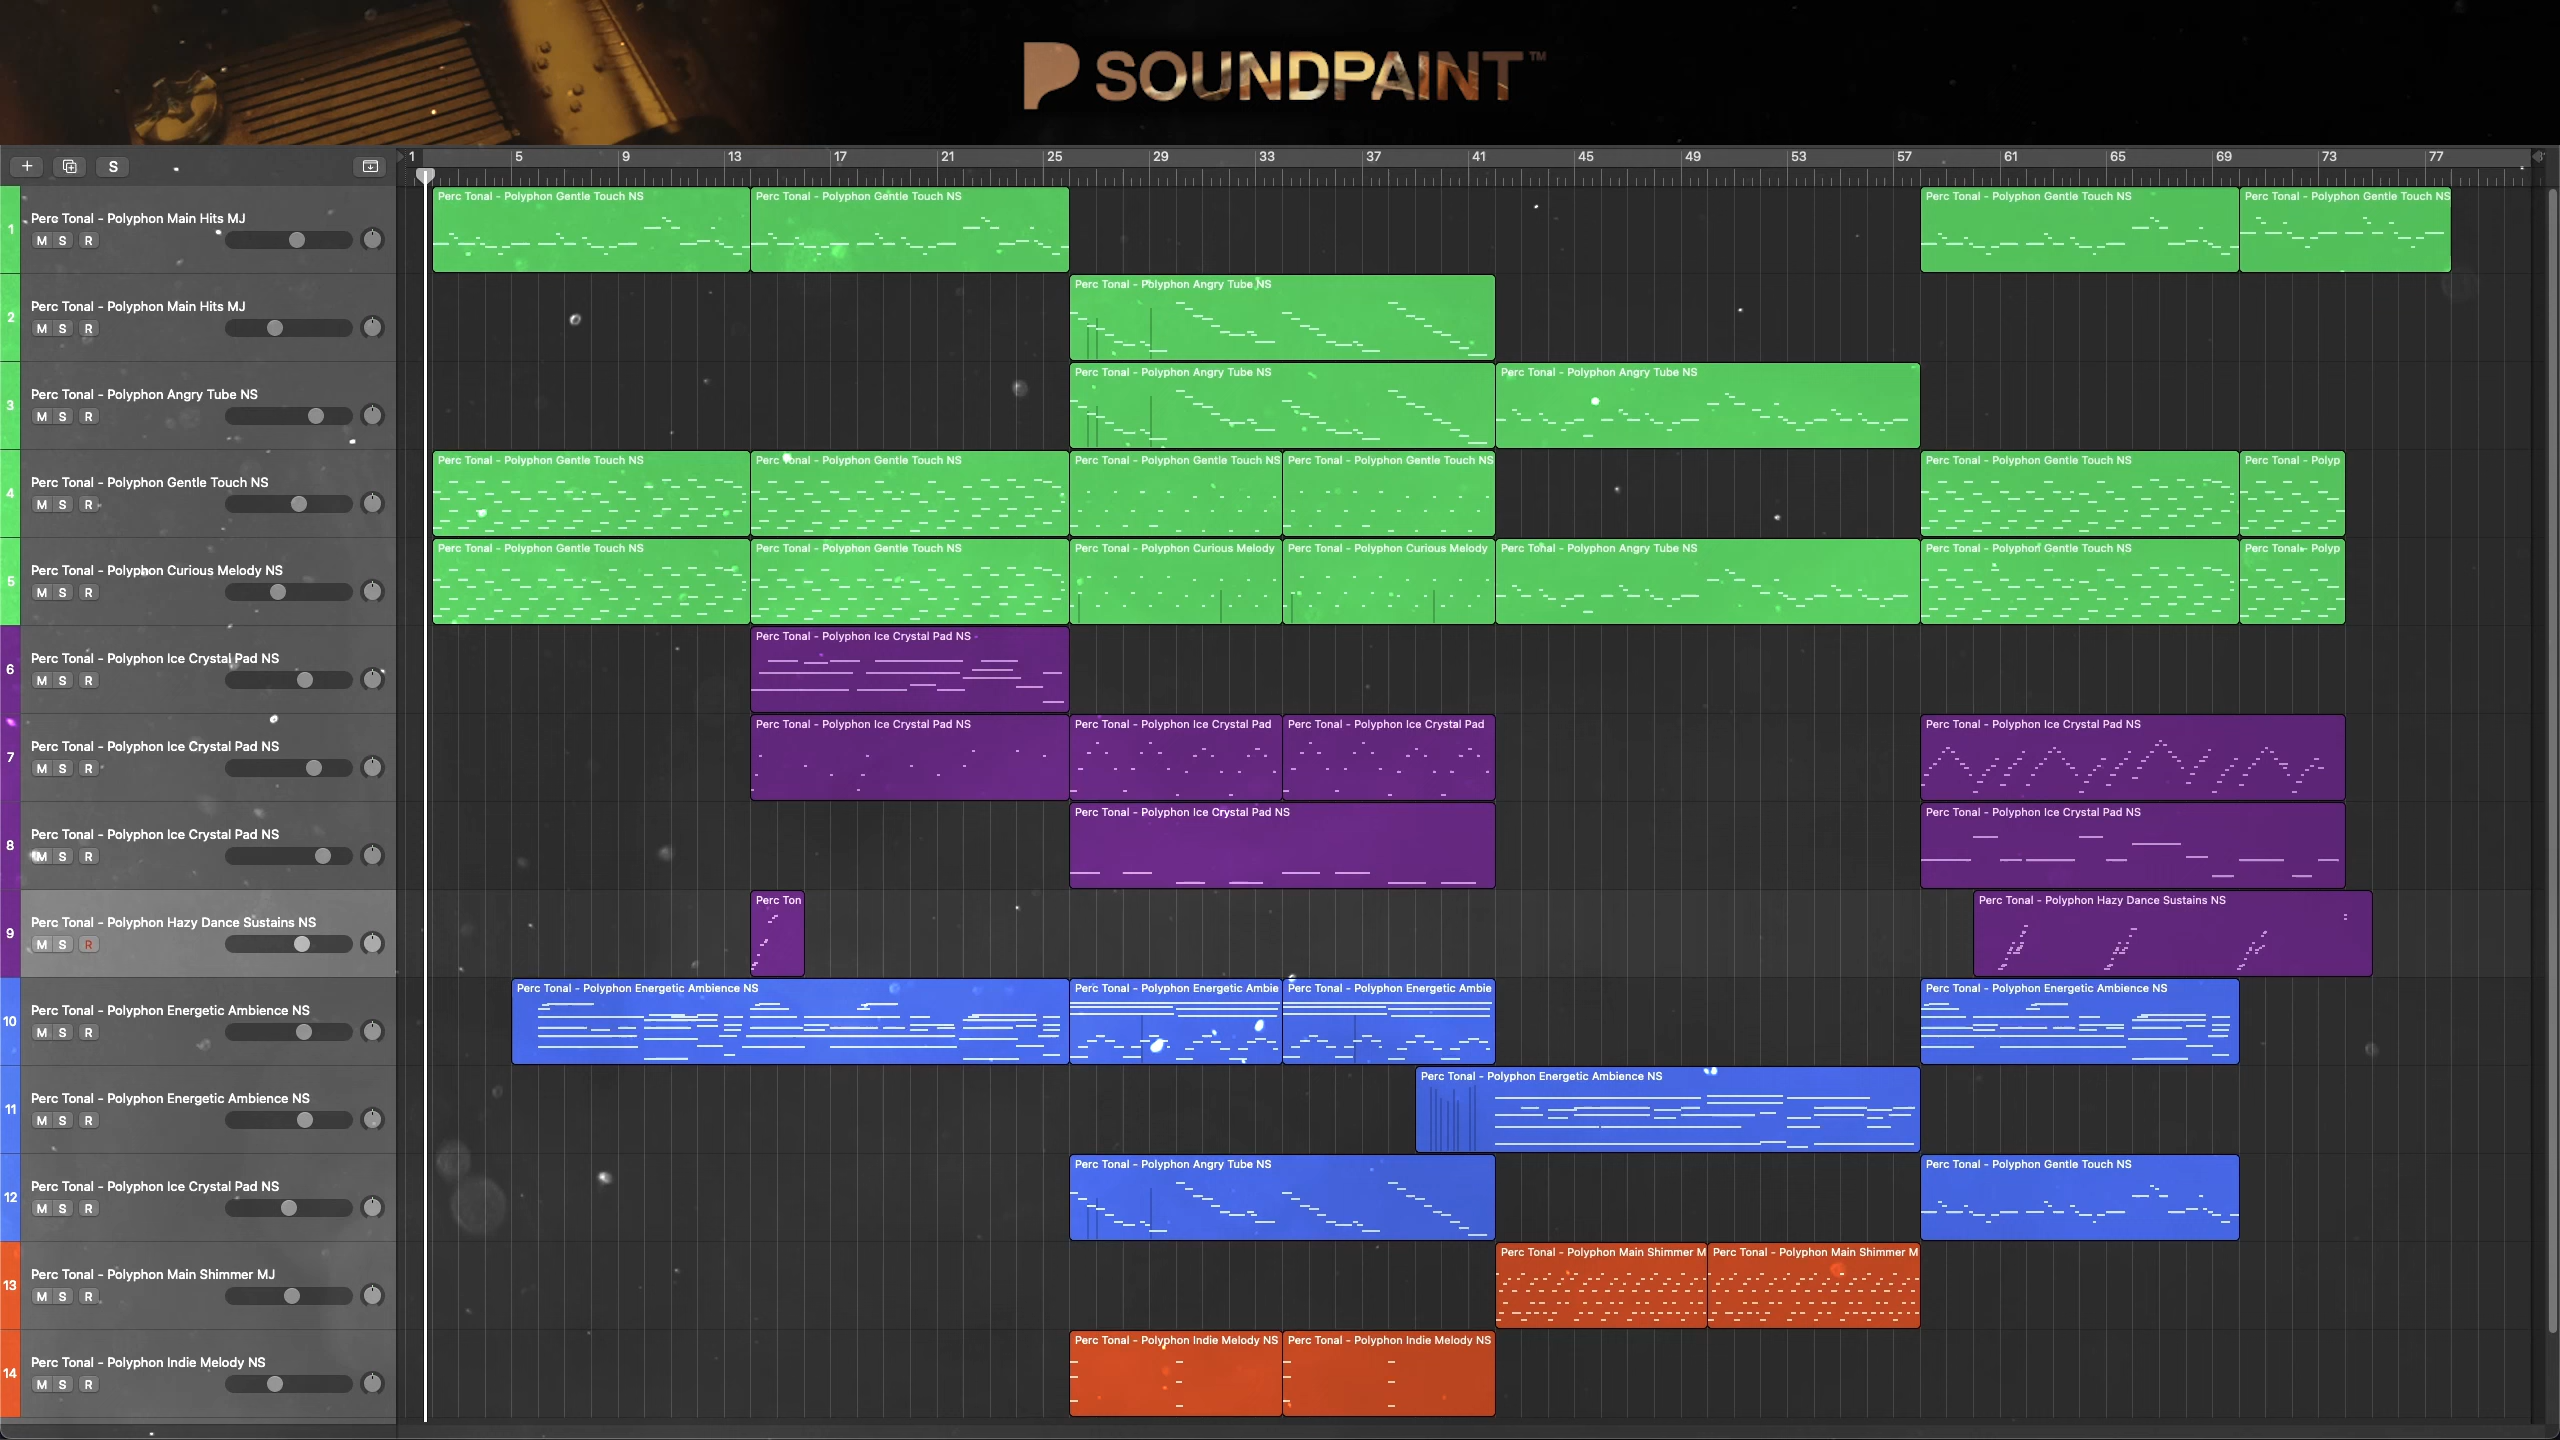 SOUNDPAINT™
+ S
1 5 9 13 17 21 25 29 33 37 41 45 49 53 57 61 65 69 73 77
1 Perc Tonal - Polyphon Main Hits MJ
M S R
Perc Tonal - Polyphon Gentle Touch NS
Perc Tonal - Polyphon Gentle Touch NS
Perc Tonal - Polyphon Gentle Touch NS
Perc Tonal - Polyphon Gentle Touch NS
2 Perc Tonal - Polyphon Main Hits MJ
M S R
Perc Tonal - Polyphon Angry Tube NS
3 Perc Tonal - Polyphon Angry Tube NS
M S R
Perc Tonal - Polyphon Angry Tube NS
Perc Tonal - Polyphon Angry Tube NS
4 Perc Tonal - Polyphon Gentle Touch NS
M S R
Perc Tonal - Polyphon Gentle Touch NS
Perc Tonal - Polyphon Gentle Touch NS
Perc Tonal - Polyphon Gentle Touch NS
Perc Tonal - Polyphon Gentle Touch NS
Perc Tonal - Polyphon Gentle Touch NS
Perc Tonal - Polyp
5 Perc Tonal - Polyphon Curious Melody NS
M S R
Perc Tonal - Polyphon Gentle Touch NS
Perc Tonal - Polyphon Gentle Touch NS
Perc Tonal - Polyphon Curious Melody
Perc Tonal - Polyphon Curious Melody
Perc Tonal - Polyphon Angry Tube NS
Perc Tonal - Polyphon Gentle Touch NS
Perc Tonal - Polyp
6 Perc Tonal - Polyphon Ice Crystal Pad NS
M S R
Perc Tonal - Polyphon Ice Crystal Pad NS
7 Perc Tonal - Polyphon Ice Crystal Pad NS
M S R
Perc Tonal - Polyphon Ice Crystal Pad NS
Perc Tonal - Polyphon Ice Crystal Pad
Perc Tonal - Polyphon Ice Crystal Pad
Perc Tonal - Polyphon Ice Crystal Pad NS
8 Perc Tonal - Polyphon Ice Crystal Pad NS
M S R
Perc Tonal - Polyphon Ice Crystal Pad NS
Perc Tonal - Polyphon Ice Crystal Pad NS
9 Perc Tonal - Polyphon Hazy Dance Sustains NS
M S R
Perc Ton
Perc Tonal - Polyphon Hazy Dance Sustains NS
10 Perc Tonal - Polyphon Energetic Ambience NS
M S R
Perc Tonal - Polyphon Energetic Ambience NS
Perc Tonal - Polyphon Energetic Ambie
Perc Tonal - Polyphon Energetic Ambie
Perc Tonal - Polyphon Energetic Ambience NS
11 Perc Tonal - Polyphon Energetic Ambience NS
M S R
Perc Tonal - Polyphon Energetic Ambience NS
12 Perc Tonal - Polyphon Ice Crystal Pad NS
M S R
Perc Tonal - Polyphon Angry Tube NS
Perc Tonal - Polyphon Gentle Touch NS
13 Perc Tonal - Polyphon Main Shimmer MJ
M S R
Perc Tonal - Polyphon Main Shimmer M
Perc Tonal - Polyphon Main Shimmer M
14 Perc Tonal - Polyphon Indie Melody NS
M S R
Perc Tonal - Polyphon Indie Melody NS
Perc Tonal - Polyphon Indie Melody NS